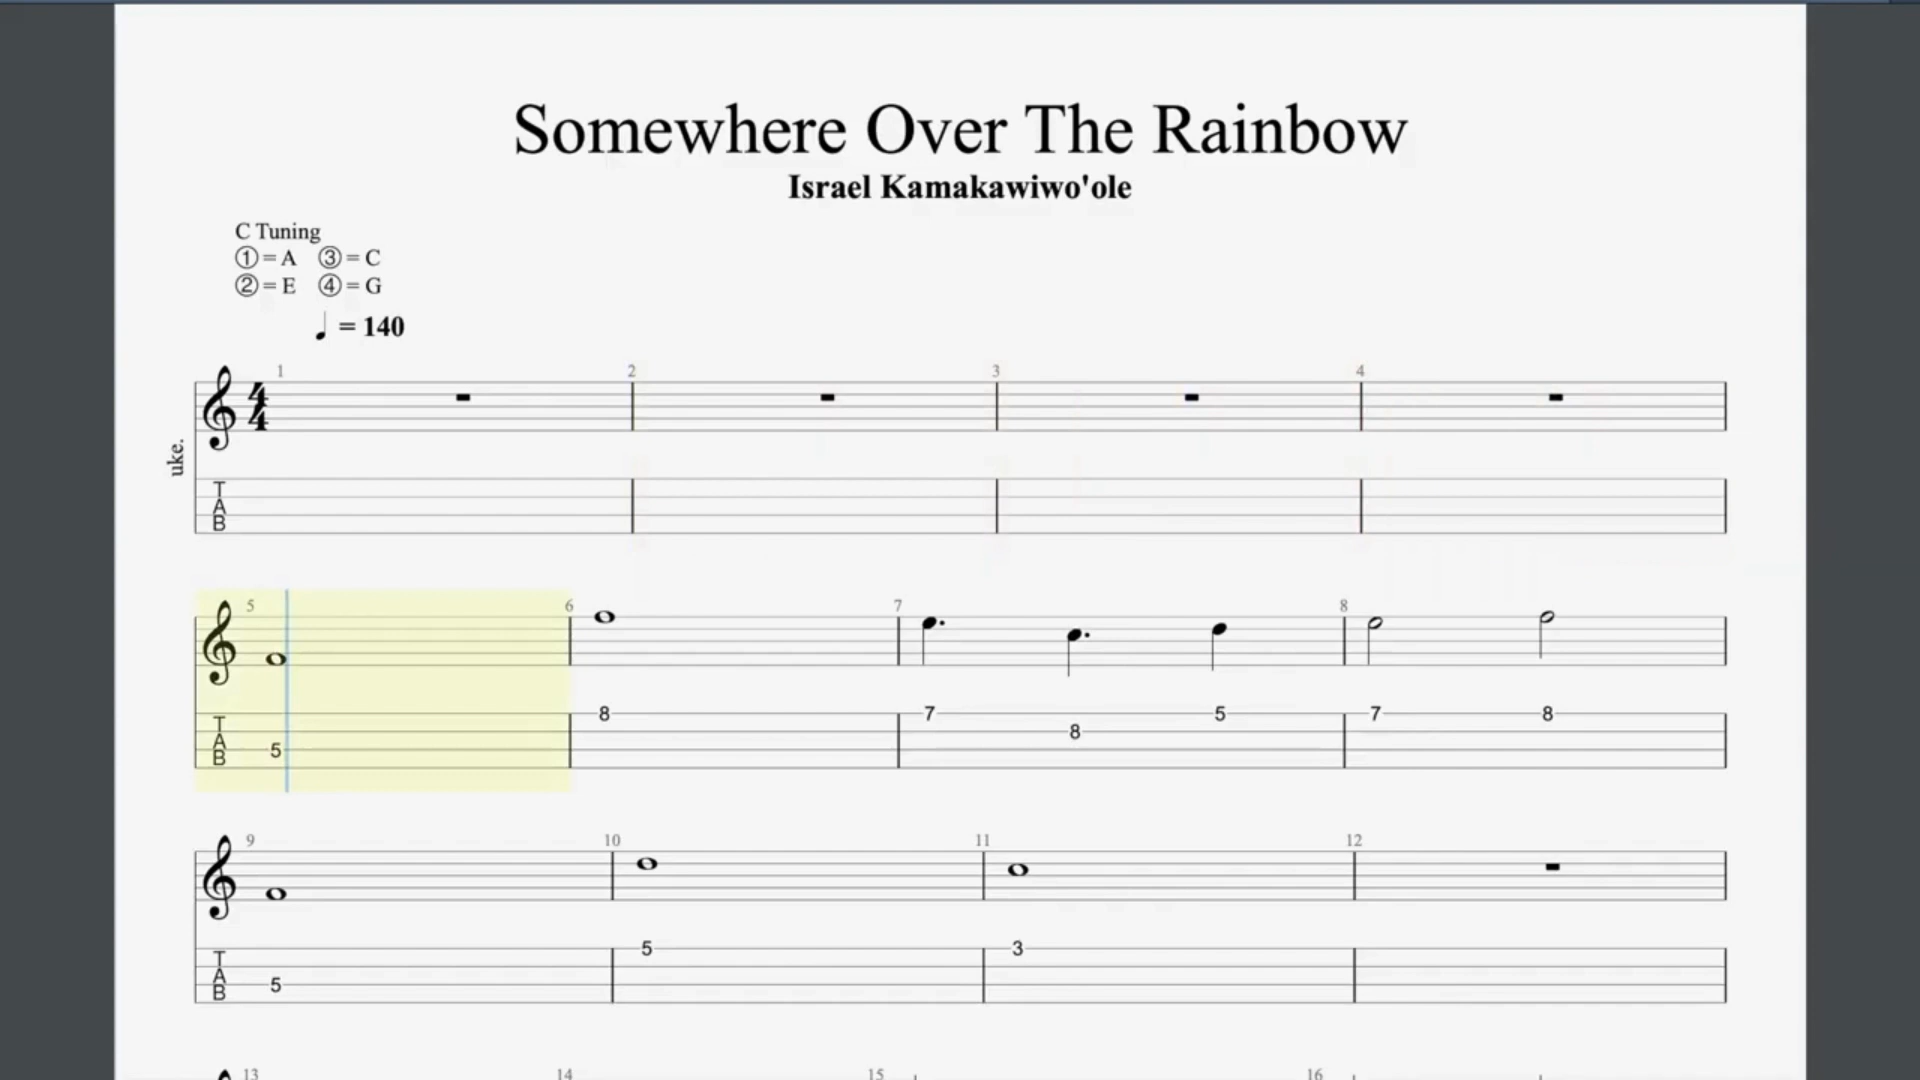 Somewhere Over The Rainbow
Israel Kamakawiwo'ole
C Tuning
① = A ③ = C
② = E ④ = G
♩ = 140
1 2 3 4
4
4
uke.
T
A
B
5 6 7 8
T
A
B
8 7 5 7 8
8
5
9 10 11 12
T
A
B
5 3
5
13 14 15 16